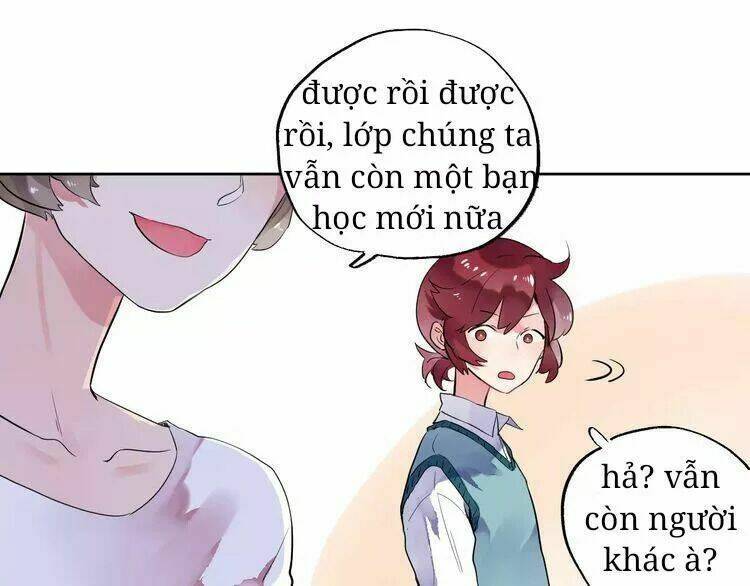 được rồi được
rồi, lớp chúng ta
vẫn còn một bạn
học mới nữa
hả? vẫn
còn người
khác à?